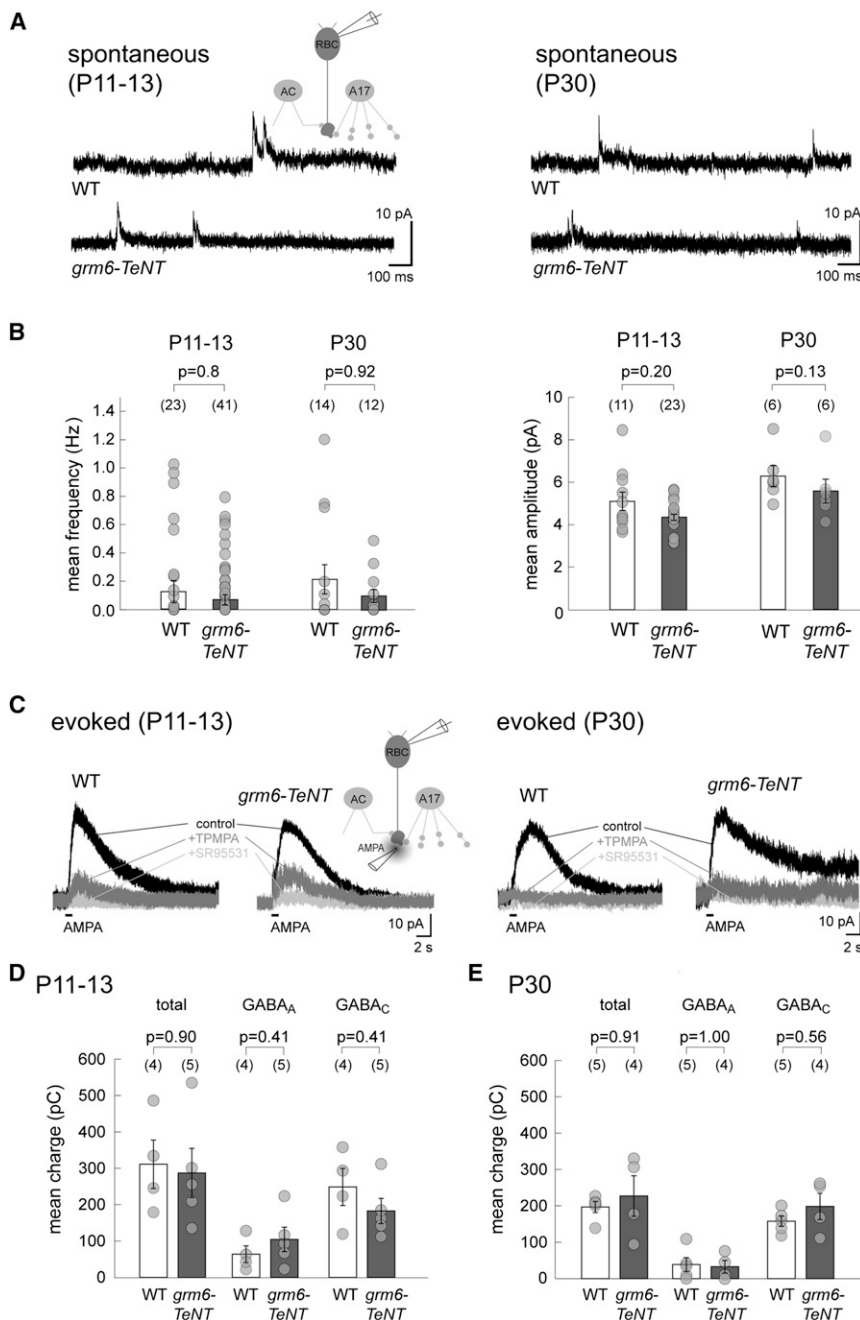 A
spontaneous
(P11-13)
RBC
AC
A17
WT
10 pA
grm6-TeNT
100 ms
spontaneous
(P30)
WT
10 pA
grm6-TeNT
100 ms
B
P11-13
P30
p=0.8
p=0.92
(23)
(41)
(14)
(12)
mean frequency (Hz)
1.4
1.2
1.0
0.8
0.6
0.4
0.2
0.0
WT
grm6-
TeNT
WT
grm6-
TeNT
P11-13
P30
p=0.20
p=0.13
(11)
(23)
(6)
(6)
mean amplitude (pA)
10
8
6
4
2
0
WT
grm6-
TeNT
WT
grm6-
TeNT
C
evoked (P11-13)
WT
grm6-TeNT
control
+TPMPA
+SR95531
AMPA
AMPA
10 pA
2 s
RBC
AC
A17
AMPA
evoked (P30)
WT
grm6-TeNT
control
+TPMPA
+SR95531
AMPA
AMPA
10 pA
2 s
D
P11-13
total
GABAA
GABAC
p=0.90
p=0.41
p=0.41
(4)
(5)
(4)
(5)
(4)
(5)
mean charge (pC)
600
500
400
300
200
100
0
WT
grm6-
TeNT
WT
grm6-
TeNT
WT
grm6-
TeNT
E
P30
total
GABAA
GABAC
p=0.91
p=1.00
p=0.56
(5)
(4)
(5)
(4)
(5)
(4)
mean charge (pC)
600
500
400
300
200
100
0
WT
grm6-
TeNT
WT
grm6-
TeNT
WT
grm6-
TeNT